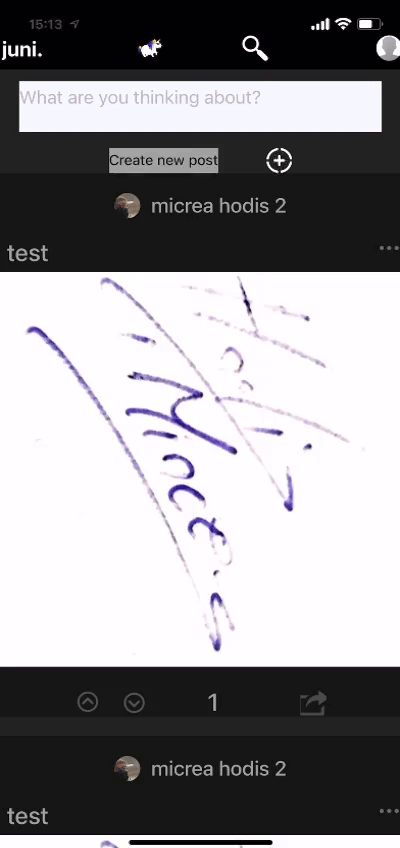 15:13
juni.
What are you thinking about?
Create new post
micrea hodis 2
test
1
micrea hodis 2
test